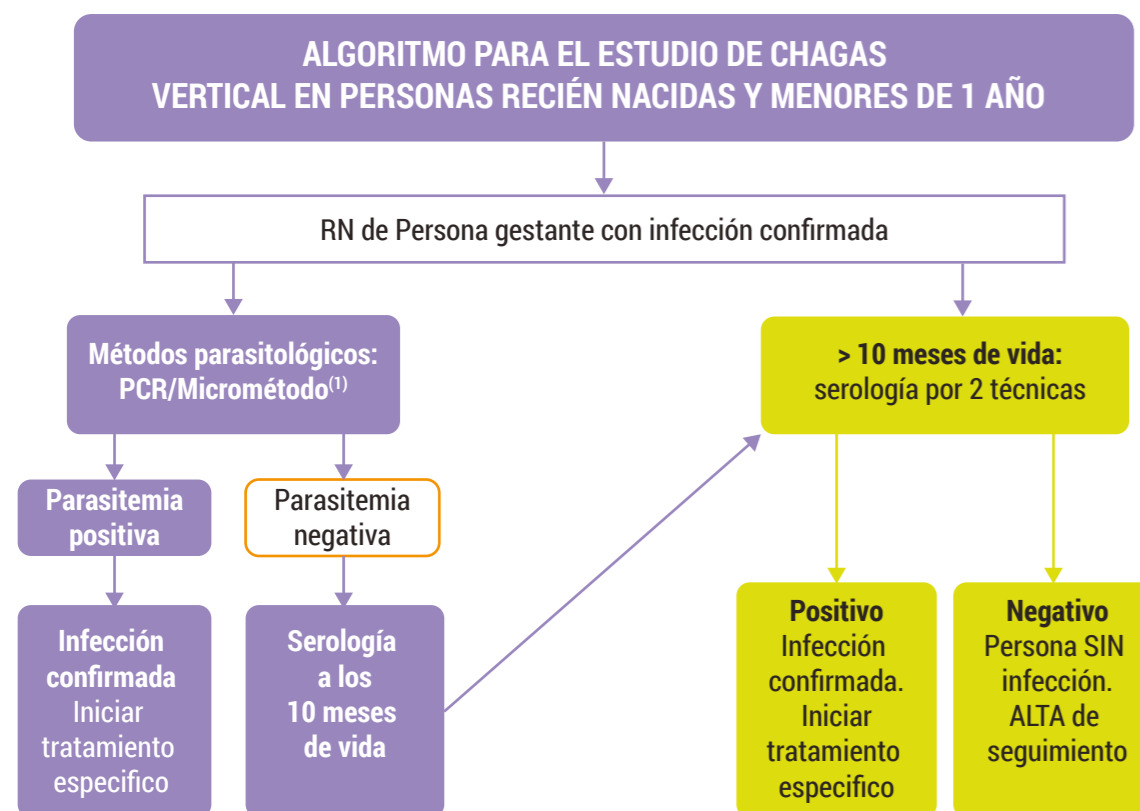 ALGORITMO PARA EL ESTUDIO DE CHAGAS
VERTICAL EN PERSONAS RECIÉN NACIDAS Y MENORES DE 1 AÑO
RN de Persona gestante con infección confirmada
Métodos parasitológicos:
PCR/Micrométodo(1)
> 10 meses de vida:
serología por 2 técnicas
Parasitemia
positiva
Parasitemia
negativa
Infección
confirmada
Iniciar
tratamiento
especifico
Serología
a los
10 meses
de vida
Positivo
Infección
confirmada.
Iniciar
tratamiento
especifico
Negativo
Persona SIN
infección.
ALTA de
seguimiento